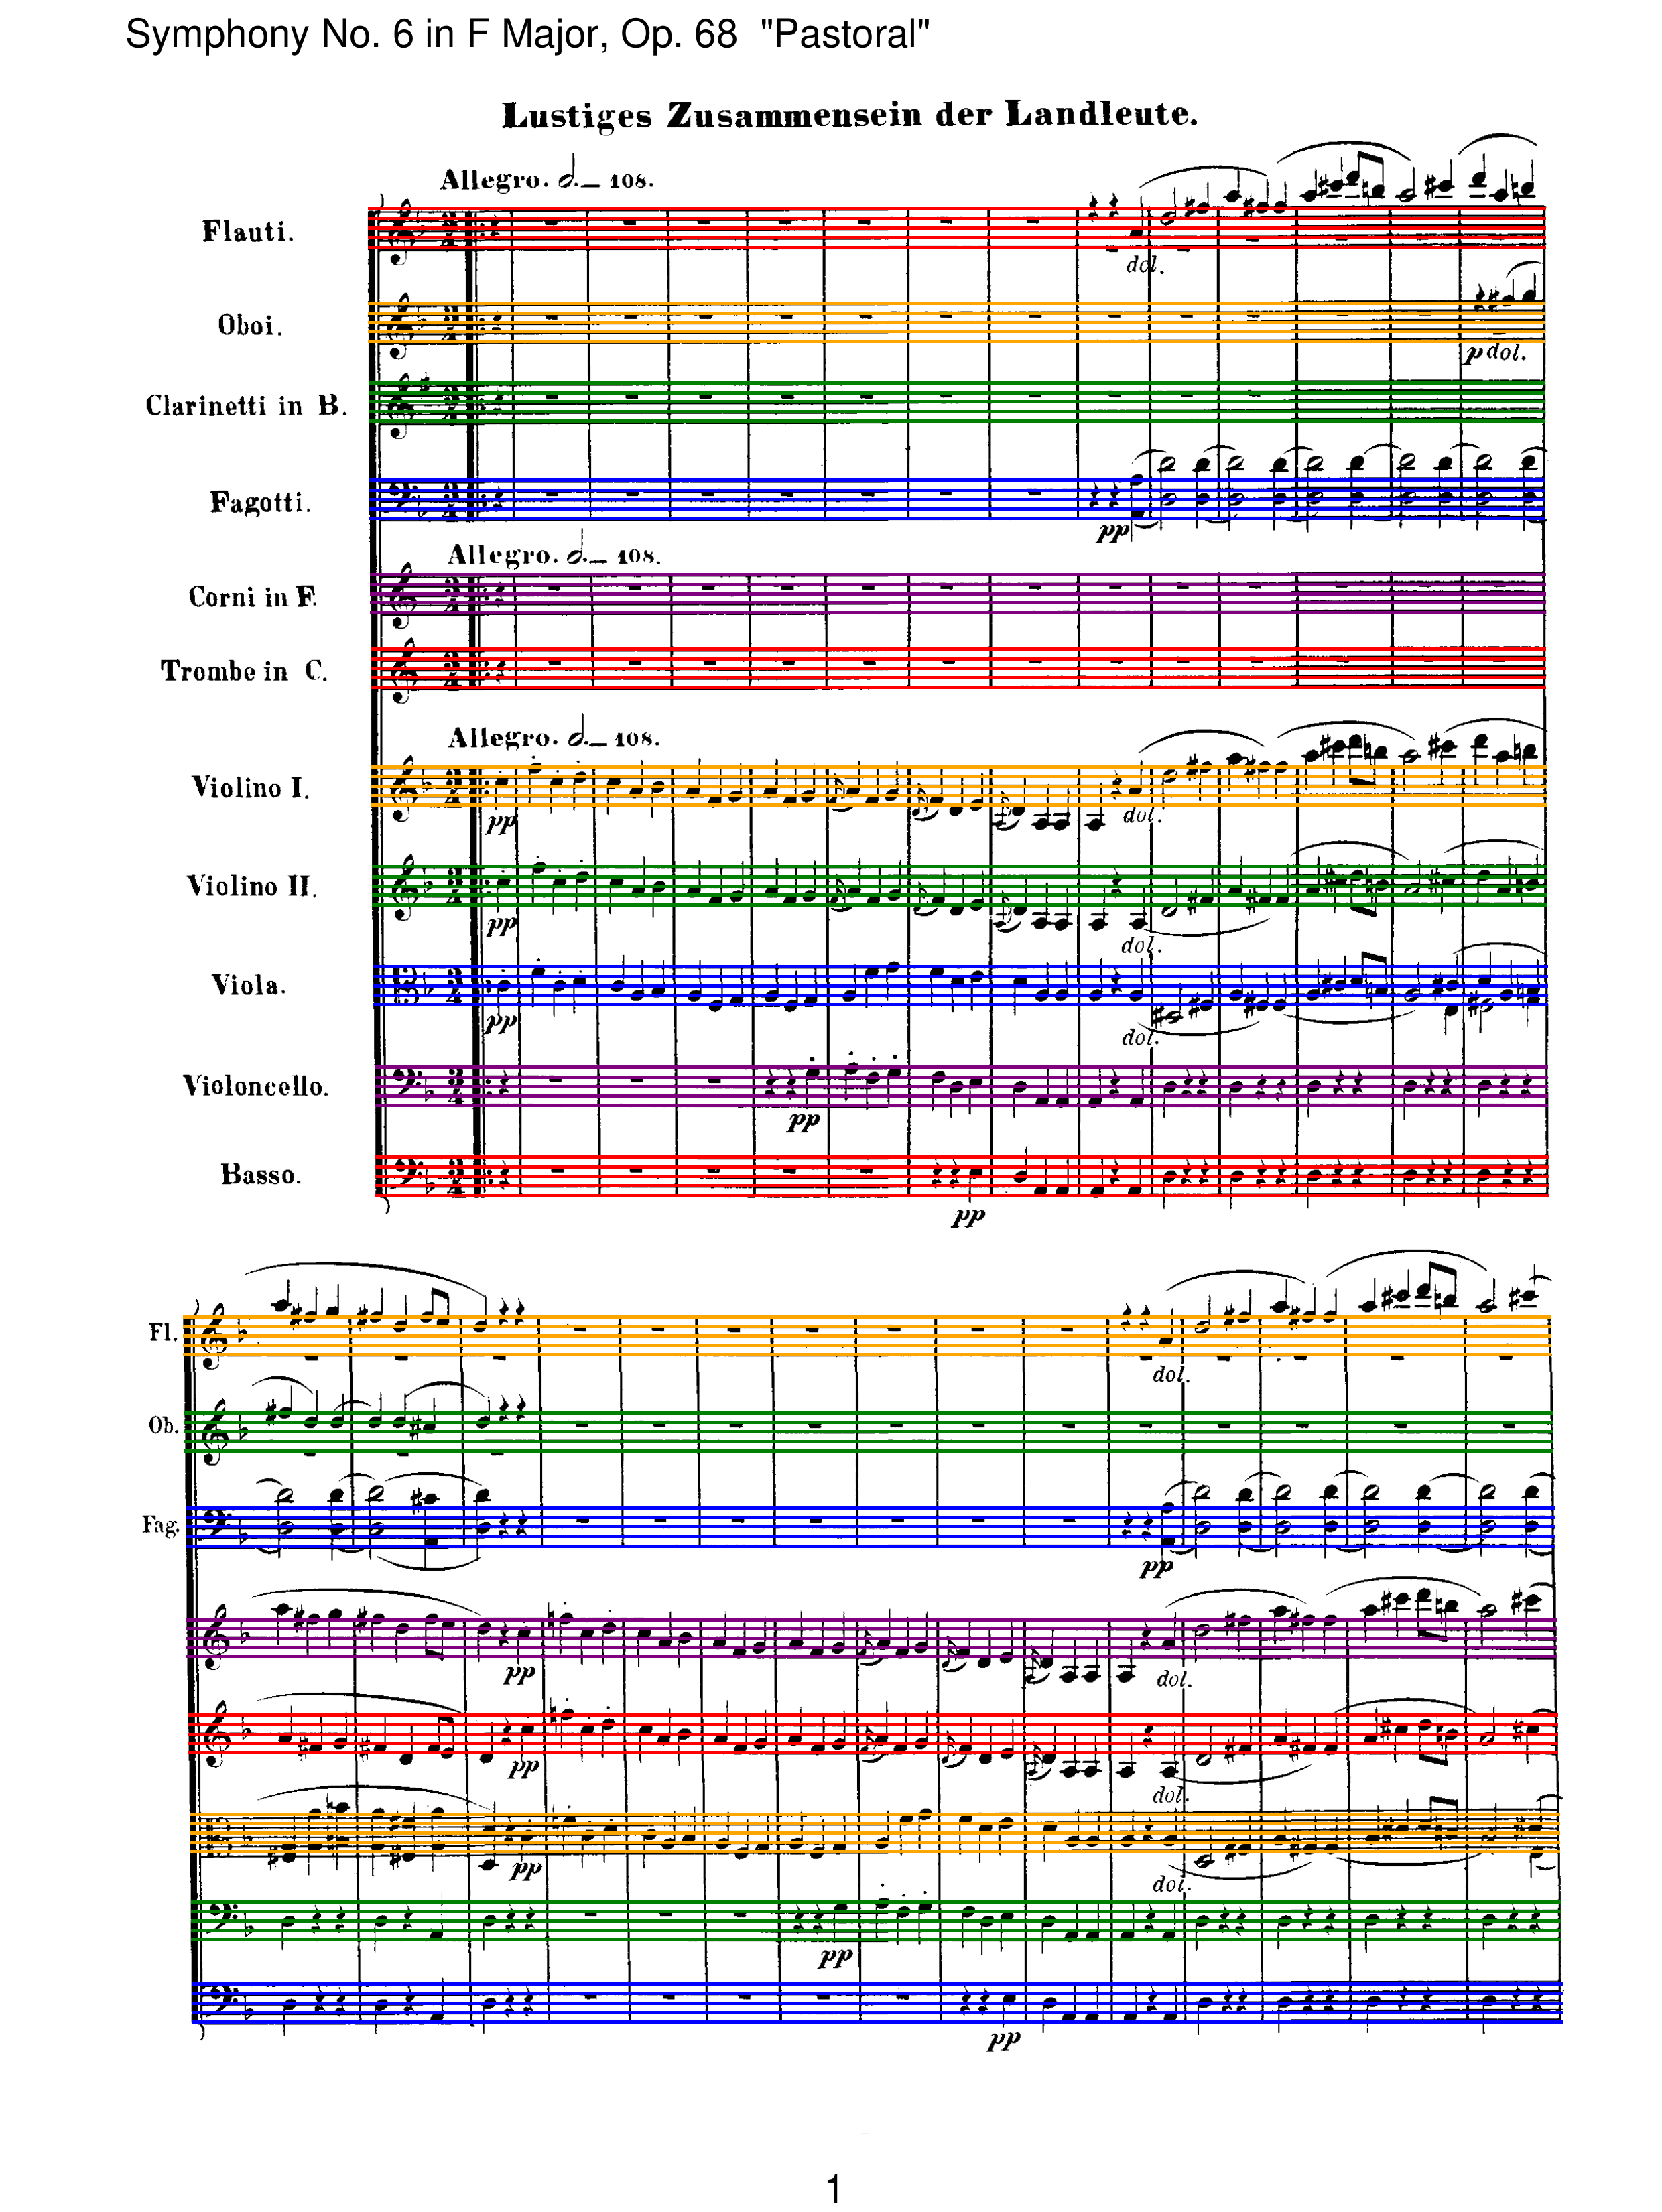 Symphony No. 6 in F Major, Op. 68 "Pastoral"
Lustiges Zusammensein der Landleute.
Allegro. 𝅗𝅥. — 108.
Flauti.
dol.
Oboi.
p dol.
Clarinetti in B.
Fagotti.
pp
Allegro. 𝅗𝅥. — 108.
Corni in F.
Trombe in C.
Allegro. 𝅗𝅥. — 108.
Violino I.
pp dol.
Violino II.
pp dol.
Viola.
pp dol.
Violoncello.
pp
Basso.
pp
Fl.
dol.
Ob.
Fag.
pp
pp dol.
pp dol.
pp dol.
pp
pp
1